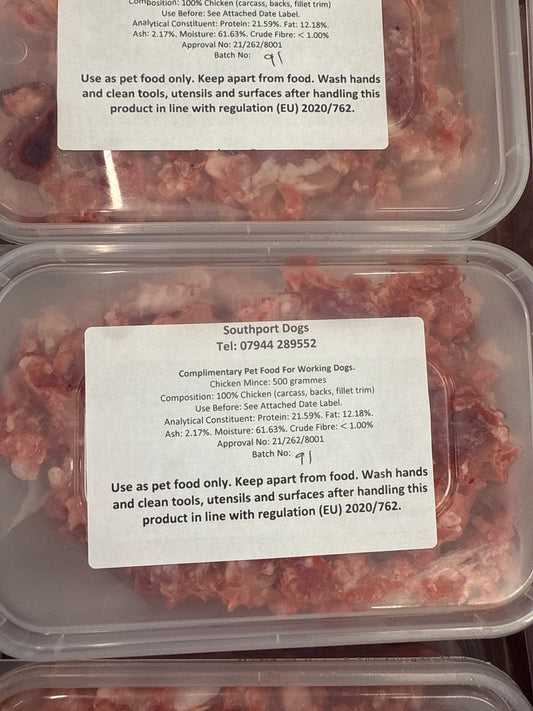 Composition: 100% Chicken (carcass, backs, fillet trim)
Use Before: See Attached Date Label.
Analytical Constituent: Protein: 21.59%. Fat: 12.18%.
Ash: 2.17%. Moisture: 61.63%. Crude Fibre: < 1.00%
Approval No: 21/262/8001
Batch No: 91
Use as pet food only. Keep apart from food. Wash hands
and clean tools, utensils and surfaces after handling this
product in line with regulation (EU) 2020/762.
Southport Dogs
Tel: 07944 289552
Complimentary Pet Food For Working Dogs.
Chicken Mince: 500 grammes
Composition: 100% Chicken (carcass, backs, fillet trim)
Use Before: See Attached Date Label.
Analytical Constituent: Protein: 21.59%. Fat: 12.18%.
Ash: 2.17%. Moisture: 61.63%. Crude Fibre: < 1.00%
Approval No: 21/262/8001
Batch No: 91
Use as pet food only. Keep apart from food. Wash hands
and clean tools, utensils and surfaces after handling this
product in line with regulation (EU) 2020/762.